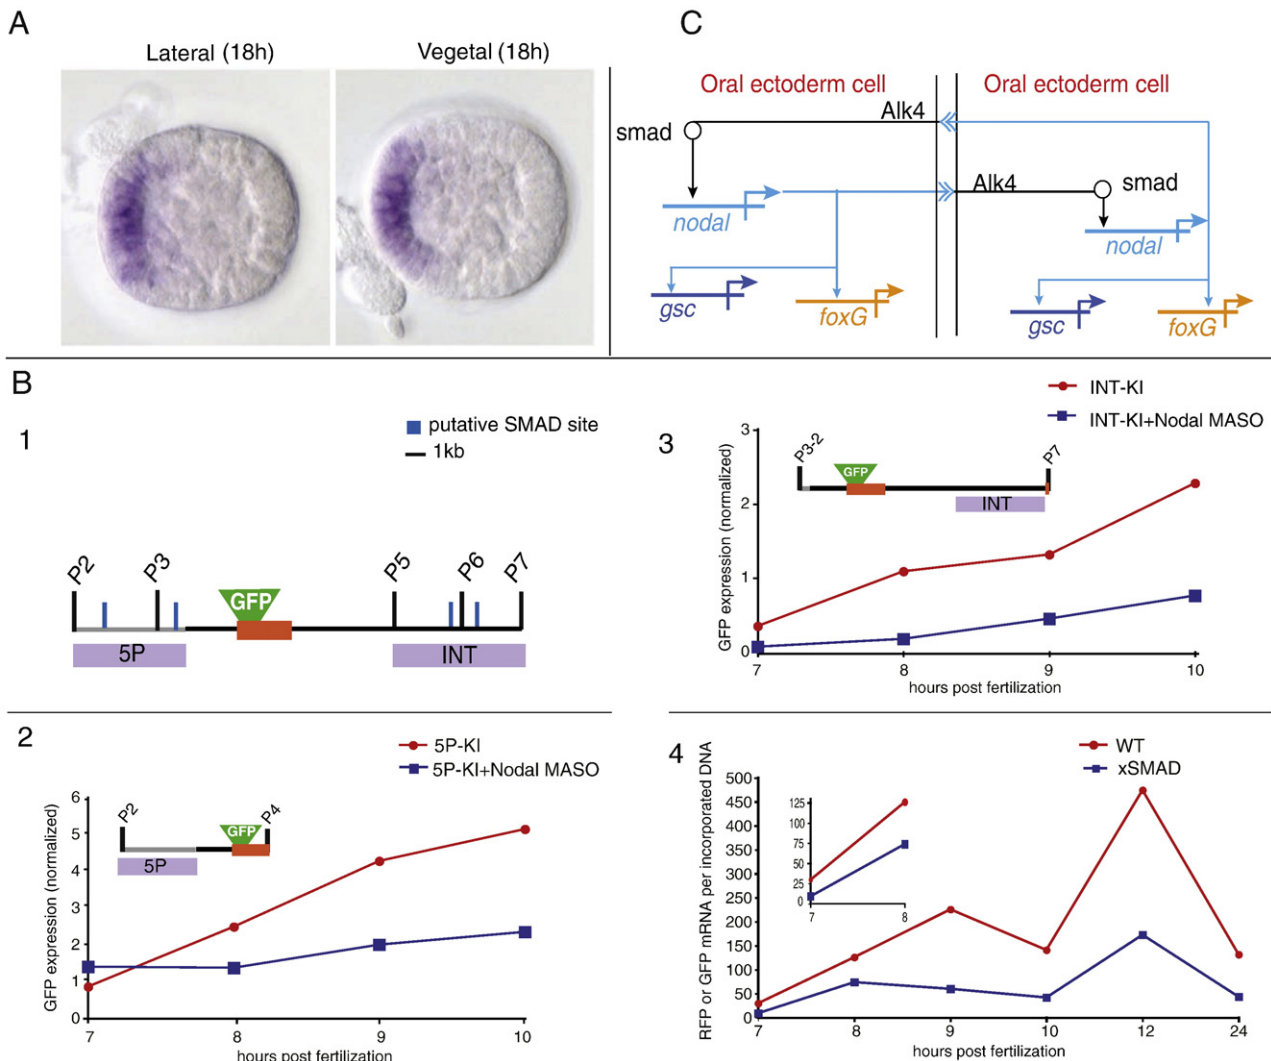 A
Lateral (18h)
Vegetal (18h)
C
Oral ectoderm cell
Oral ectoderm cell
Alk4
smad
nodal
gsc
foxG
Alk4
smad
nodal
gsc
foxG
B
1
putative SMAD site
1kb
P2
P3
GFP
P5
P6
P7
5P
INT
2
5P-KI
5P-KI+Nodal MASO
GFP expression (normalized)
6
5
4
3
2
1
0
P2
GFP
P4
5P
7
8
9
10
hours post fertilization
3
INT-KI
INT-KI+Nodal MASO
GFP expression (normalized)
3
2
1
0
P3-2
GFP
P7
INT
7
8
9
10
hours post fertilization
4
WT
xSMAD
RFP or GFP mRNA per incorporated DNA
500
450
400
350
300
250
200
150
100
50
0
125
100
75
50
25
0
7
8
7
8
9
10
12
24
hours post fertilization